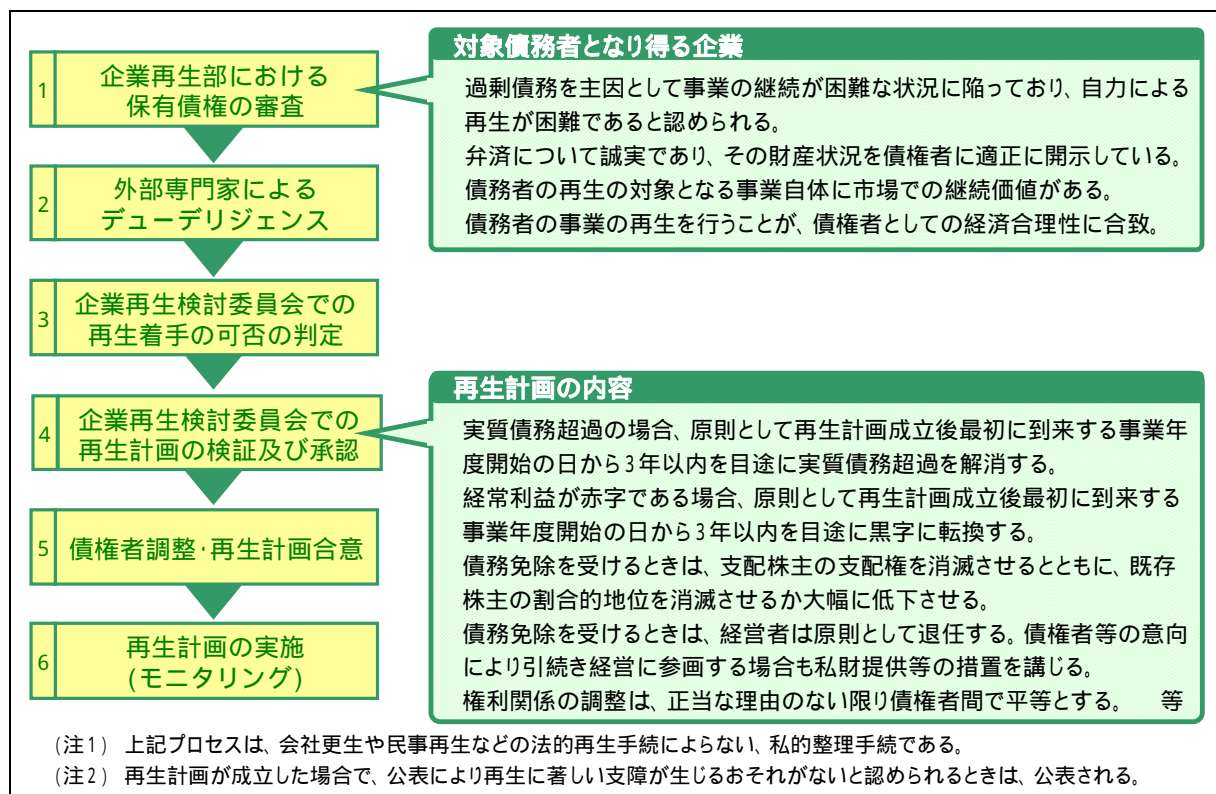 1
企業再生部における
保有債権の審査
2
外部専門家による
デューデリジェンス
3
企業再生検討委員会での
再生着手の可否の判定
4
企業再生検討委員会での
再生計画の検証及び承認
5
債権者調整・再生計画合意
6
再生計画の実施
(モニタリング)
対象債務者となり得る企業
過剰債務を主因として事業の継続が困難な状況に陥っており、自力による
再生が困難であると認められる。
弁済について誠実であり、その財産状況を債権者に適正に開示している。
債務者の再生の対象となる事業自体に市場での継続価値がある。
債務者の事業の再生を行うことが、債権者としての経済合理性に合致。
再生計画の内容
実質債務超過の場合、原則として再生計画成立後最初に到来する事業年
度開始の日から3年以内を目途に実質債務超過を解消する。
経常利益が赤字である場合、原則として再生計画成立後最初に到来する
事業年度開始の日から3年以内を目途に黒字に転換する。
債務免除を受けるときは、支配株主の支配権を消滅させるとともに、既存
株主の割合的地位を消滅させるか大幅に低下させる。
債務免除を受けるときは、経営者は原則として退任する。債権者等の意向
により引続き経営に参画する場合も私財提供等の措置を講じる。
権利関係の調整は、正当な理由のない限り債権者間で平等とする。　等
(注1) 上記プロセスは、会社更生や民事再生などの法的再生手続によらない、私的整理手続である。
(注2) 再生計画が成立した場合で、公表により再生に著しい支障が生じるおそれがないと認められるときは、公表される。